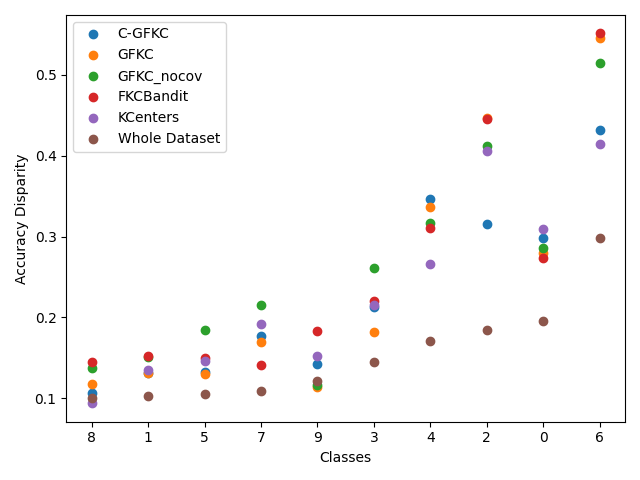 C-GFKC
GFKC
GFKC_nocov
FKCBandit
KCenters
Whole Dataset
Accuracy Disparity
0.5
0.4
0.3
0.2
0.1
8 1 5 7 9 3 4 2 0 6
Classes